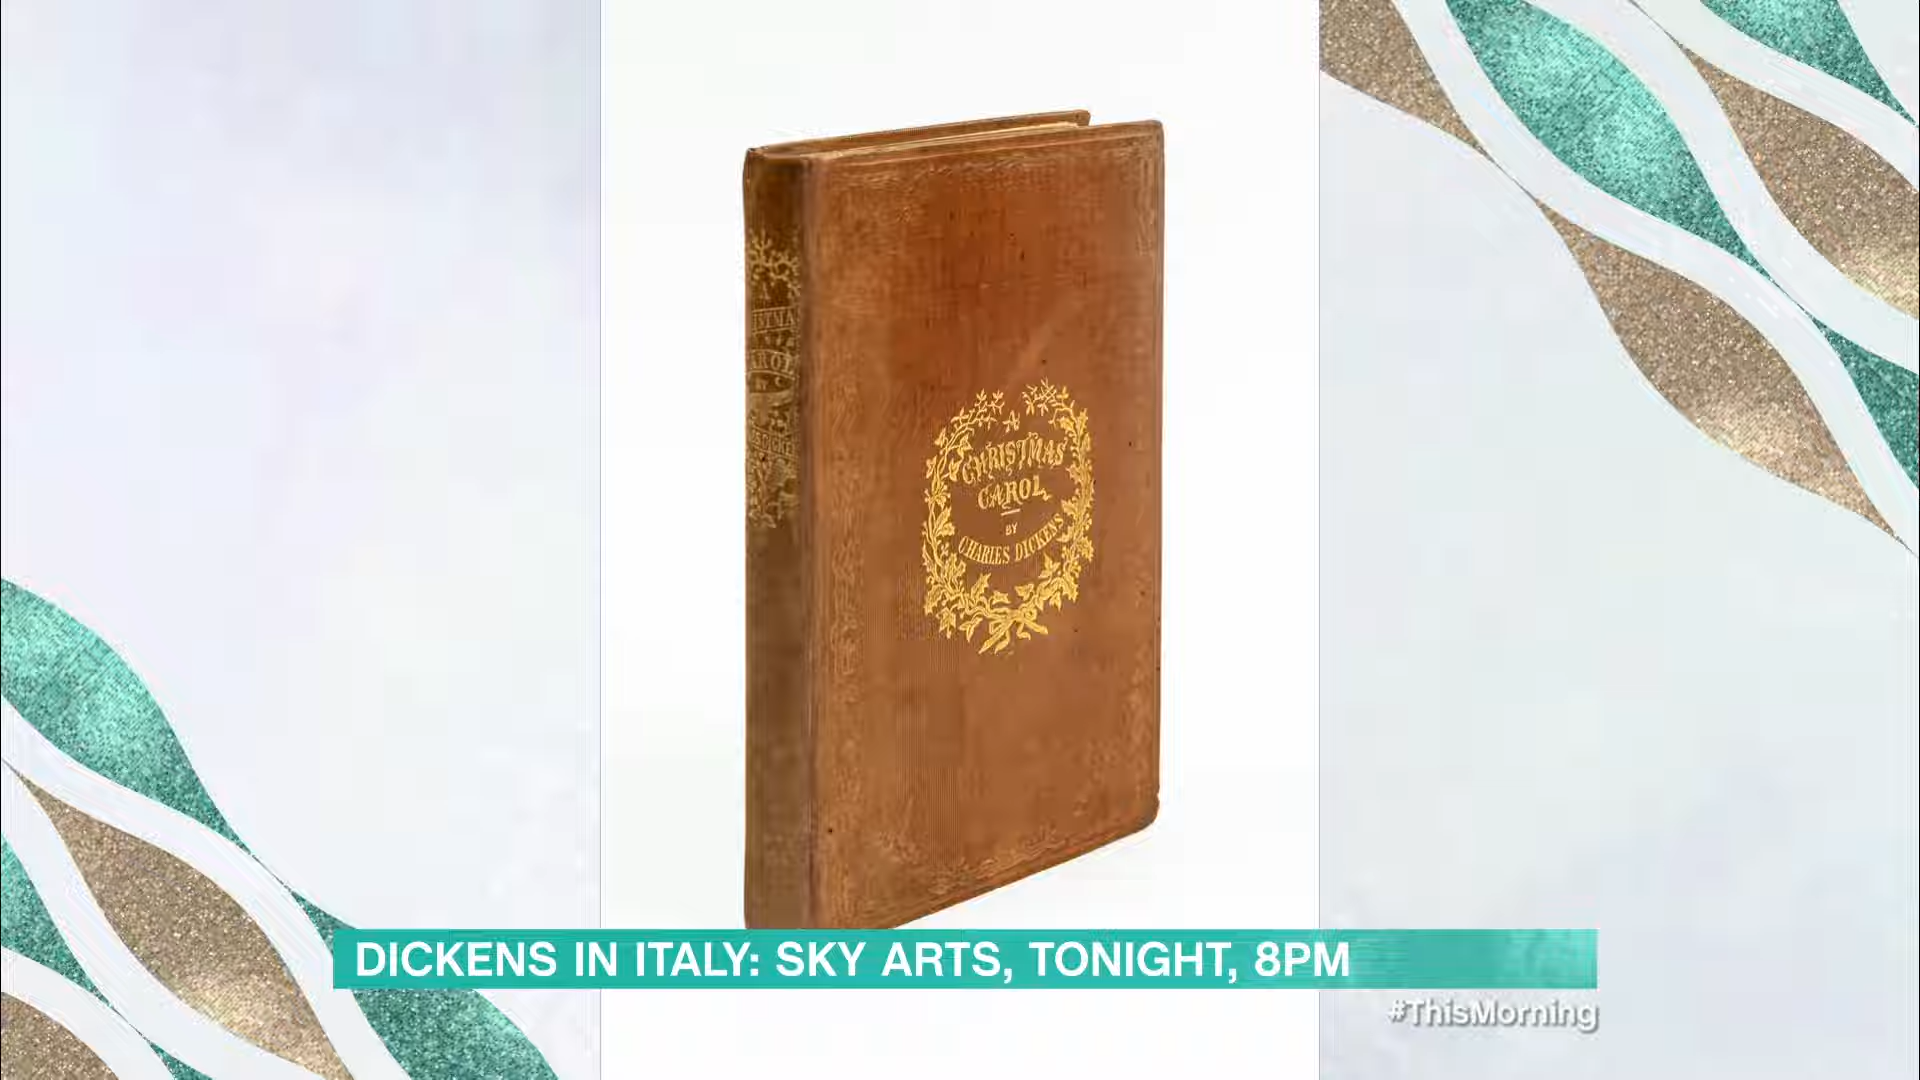 A
CHRISTMAS
CAROL
BY
CHARLES DICKENS
DICKENS IN ITALY: SKY ARTS, TONIGHT, 8PM
#ThisMorning